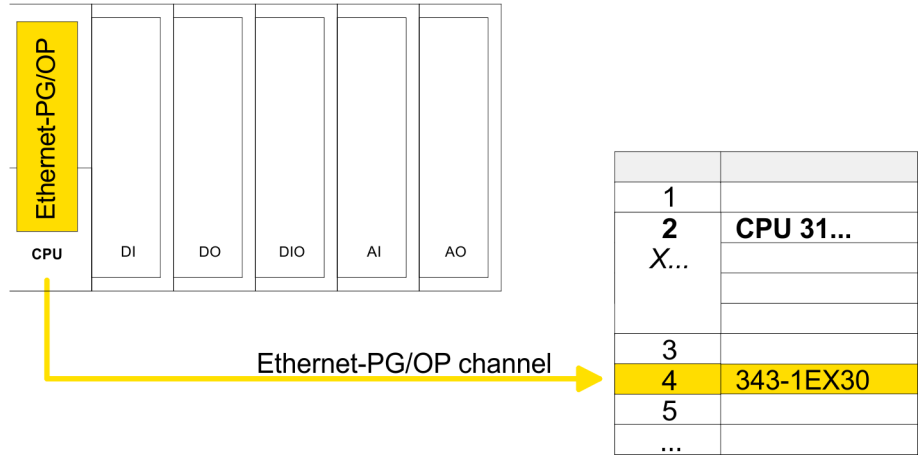 Ethernet-PG/OP
CPU
DI
DO
DIO
AI
AO
Ethernet-PG/OP channel
1
2 CPU 31...
X...
3
4 343-1EX30
5
...